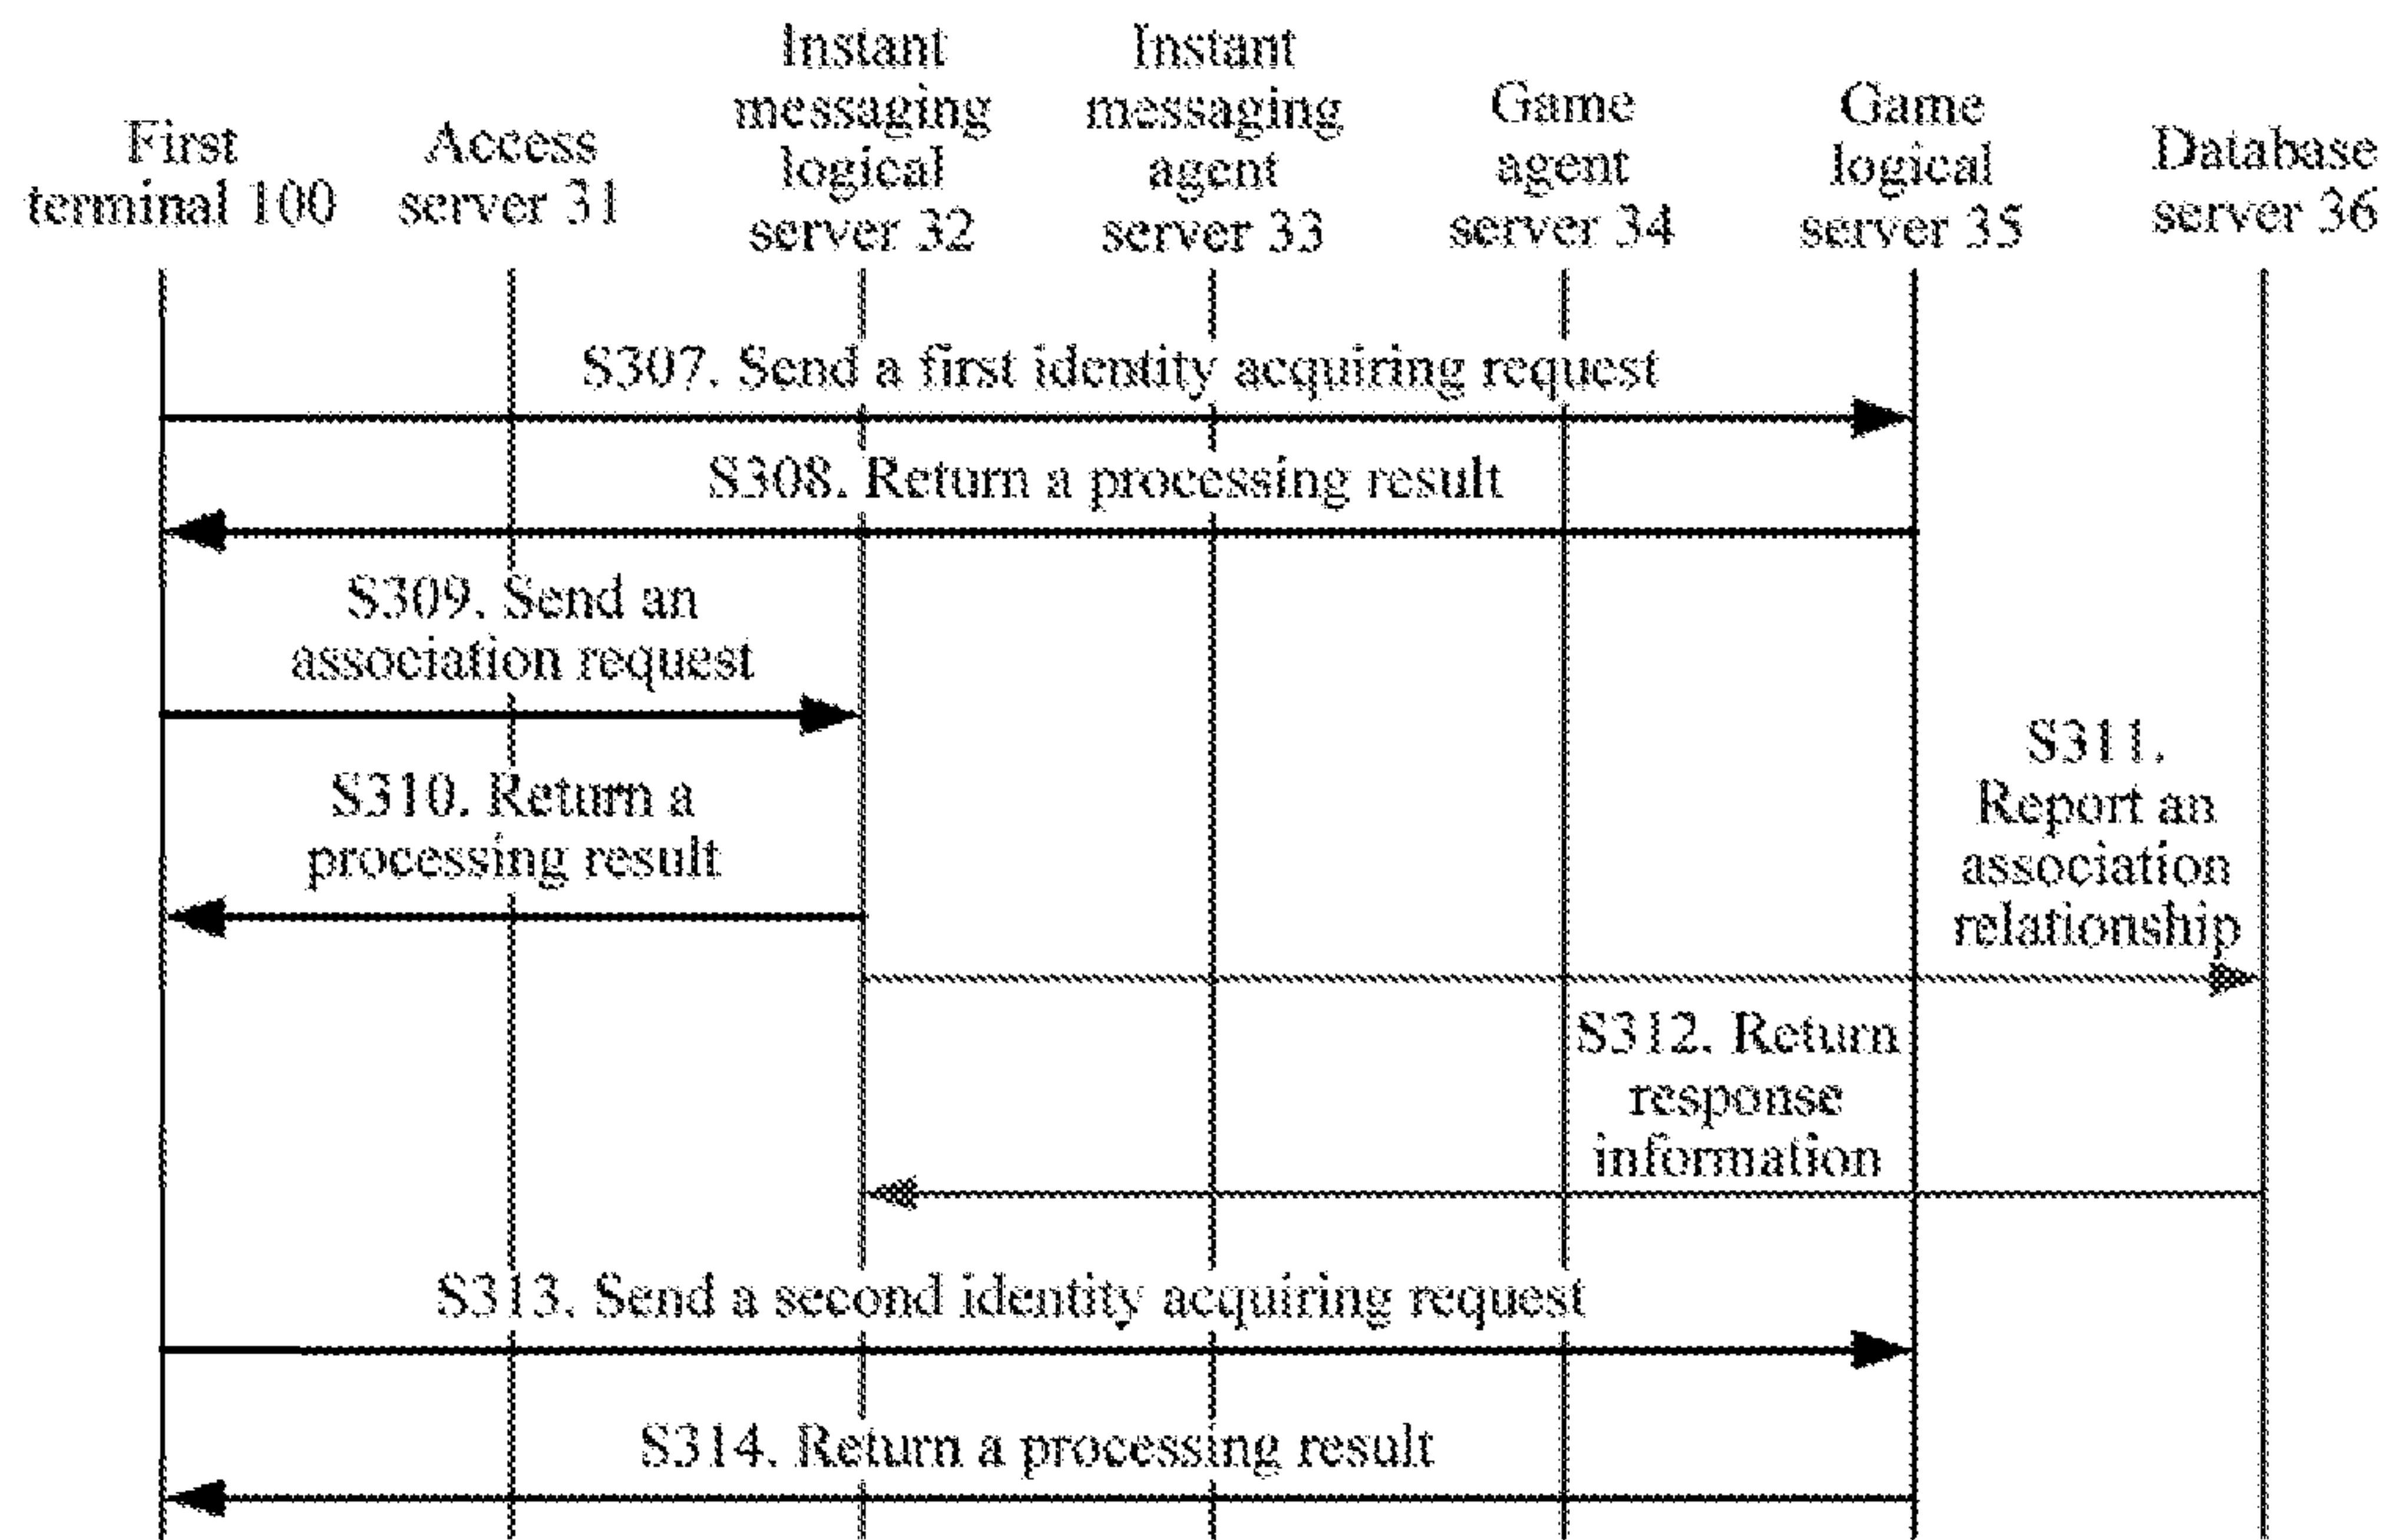 First
terminal 100
Access
server 31
Instant
messaging
logical
server 32
Instant
messaging
agent
server 33
Game
agent
server 34
Game
logical
server 35
Database
server 36
S307. Send a first identity acquiring request
S308. Return a processing result
S309. Send an
association request
S310. Return a
processing result
S311.
Report an
association
relationship
S312. Return
response
information
S313. Send a second identity acquiring request
S314. Return a processing result